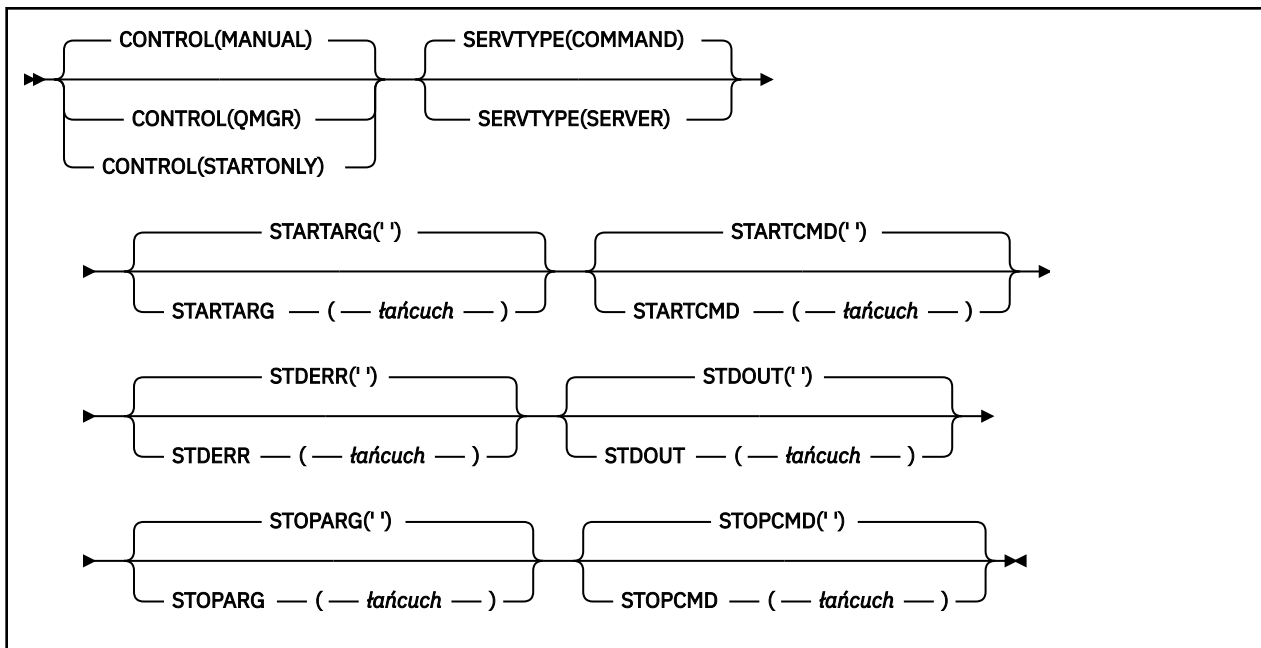 CONTROL(MANUAL) SERVTYPE(COMMAND)
CONTROL(QMGR) SERVTYPE(SERVER)
CONTROL(STARTONLY)
STARTARG(' ') STARTCMD(' ')
STARTARG ( łańcuch ) STARTCMD ( łańcuch )
STDERR(' ') STDOUT(' ')
STDERR ( łańcuch ) STDOUT ( łańcuch )
STOPARG(' ') STOPCMD(' ')
STOPARG ( łańcuch ) STOPCMD ( łańcuch )